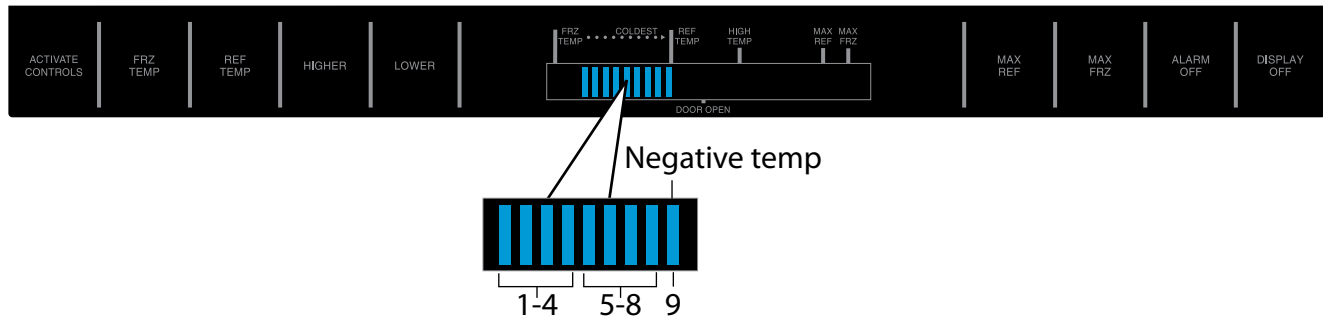 ACTIVATE
CONTROLS
FRZ
TEMP
REF
TEMP
HIGHER
LOWER
FRZ
TEMP
COLDEST
REF
TEMP
HIGH
TEMP
MAX
REF
MAX
FRZ
DOOR OPEN
MAX
REF
MAX
FRZ
ALARM
OFF
DISPLAY
OFF
Negative temp
1-4
5-8
9